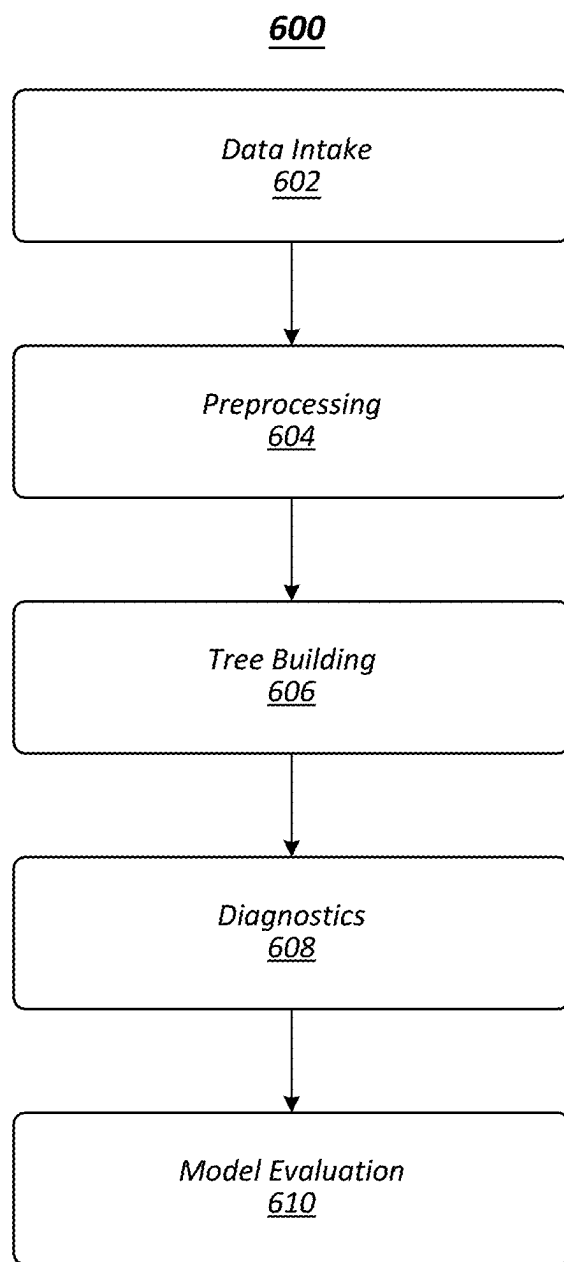 600
Data Intake
602
Preprocessing
604
Tree Building
606
Diagnostics
608
Model Evaluation
610